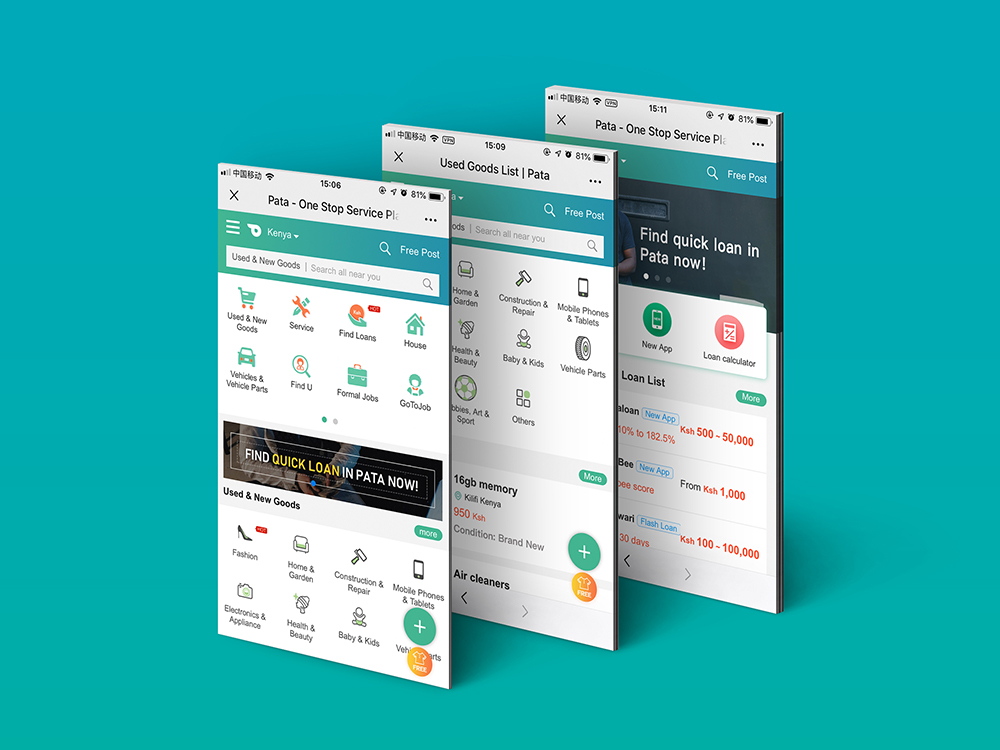 中国移动
15:06
81%
Pata - One Stop Service Pla
Kenya
Free Post
Used & New Goods | Search all near you
Used & New
Goods
Service
HOT
Find Loans
House
Vehicles &
Vehicle Parts
Find U
Formal Jobs
GoToJob
FIND QUICK LOAN IN PATA NOW!
Used & New Goods
more
HOT
Fashion
Home &
Garden
Construction &
Repair
Mobile Phones
& Tablets
Electronics &
Appliance
Health &
Beauty
Baby & Kids
Vehi
arts
+
FREE
中国移动
VPN
15:09
81%
Used Goods List | Pata
a
Free Post
ods | Search all near you
Home &
Garden
Construction &
Repair
Mobile Phones
& Tablets
Health &
Beauty
Baby & Kids
Vehicle Parts
bbies, Art &
Sport
Others
More
16gb memory
Kilifi Kenya
950 Ksh
Condition: Brand New
Air cleaners
+
FREE
中国移动
VPN
15:11
81%
Pata - One Stop Service Pla
Free Post
Find quick loan in
Pata now!
New App
Loan calculator
Loan List
More
aloan New App
10% to 182.5%
Ksh 500 ~ 50,000
Bee New App
bee score
From Ksh 1,000
wari Flash Loan
30 days
Ksh 100 ~ 100,000